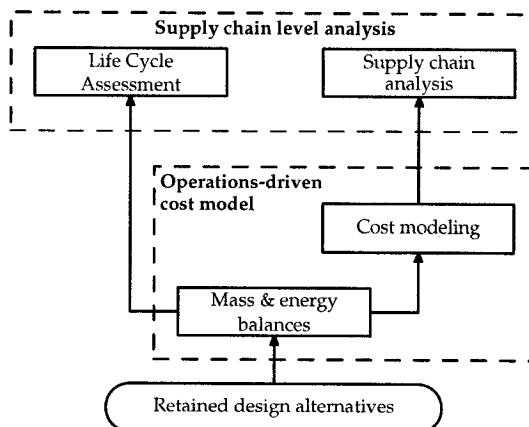 Supply chain level analysis
Life Cycle
Assessment
Supply chain
analysis
Operations-driven
cost model
Cost modeling
Mass & energy
balances
Retained design alternatives